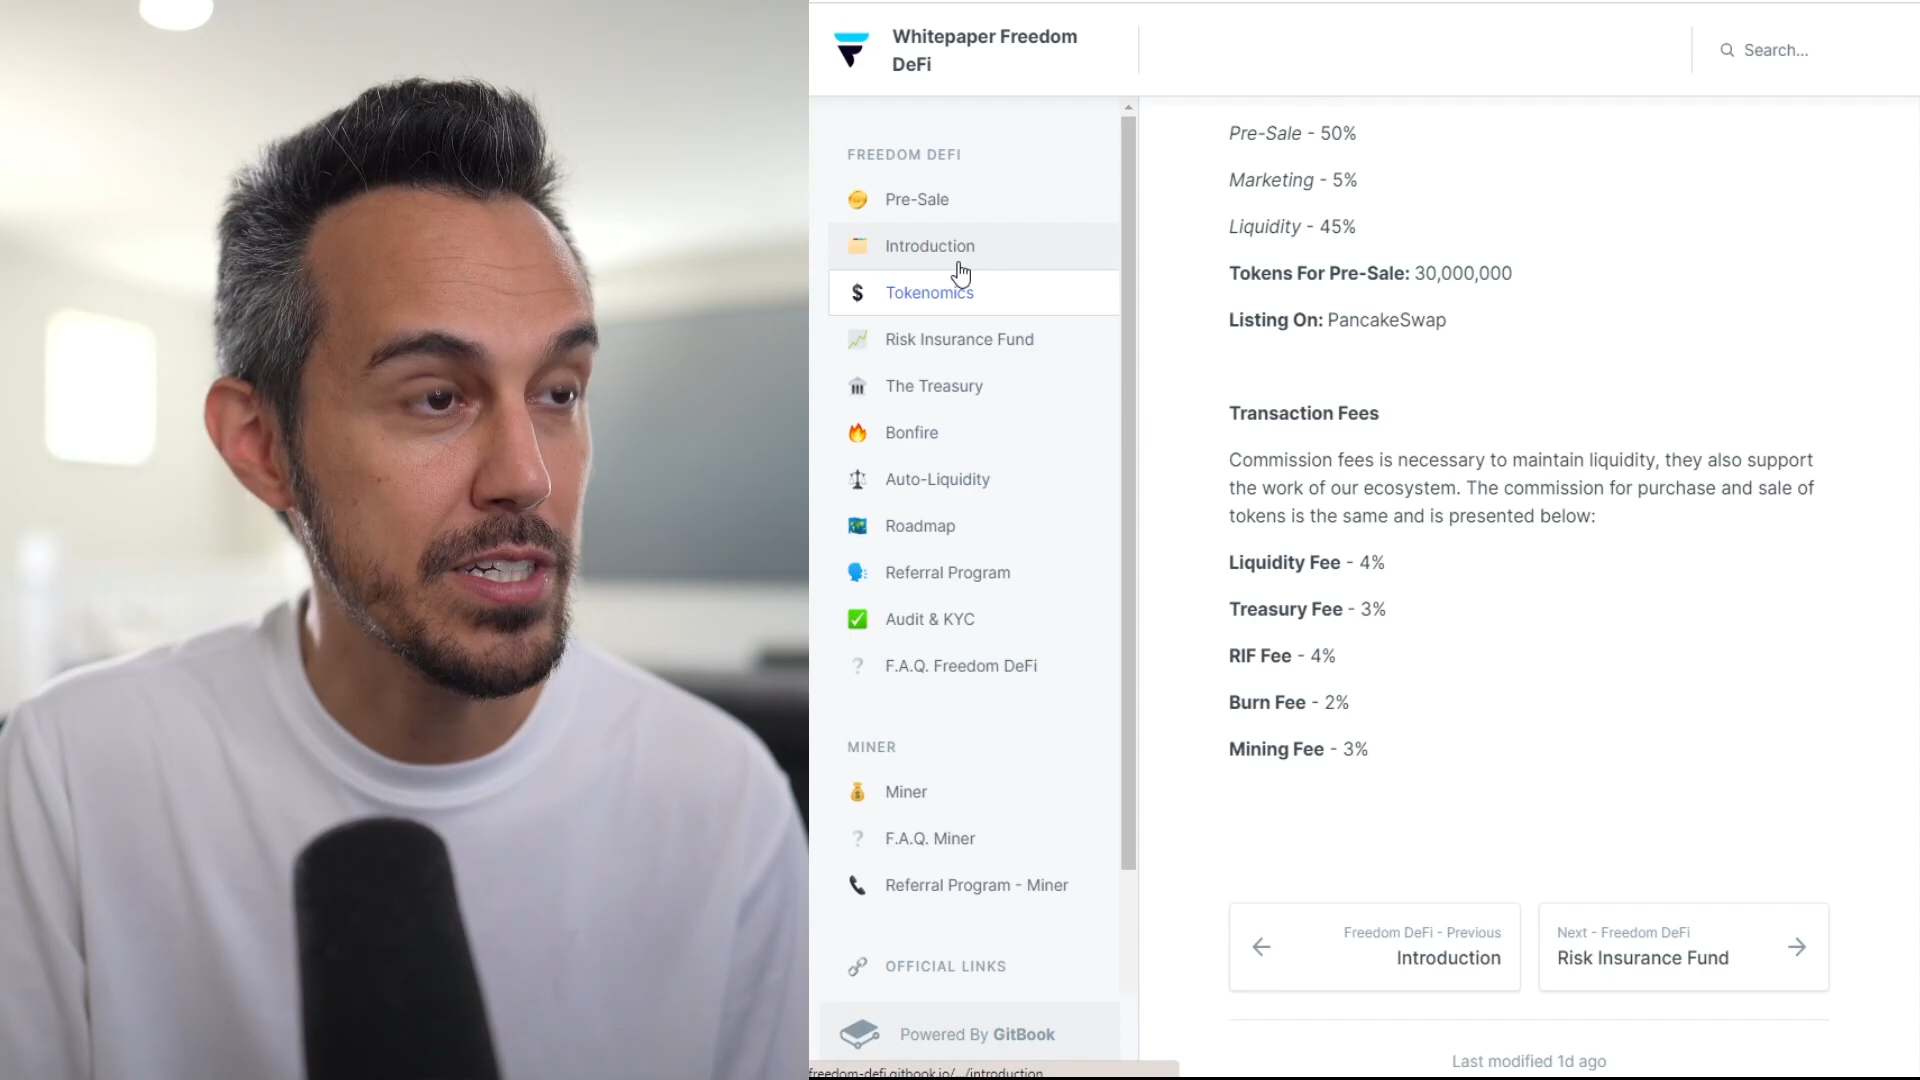 Whitepaper Freedom
DeFi
Search...
FREEDOM DEFI
Pre-Sale
Introduction
$ Tokenomics
Risk Insurance Fund
The Treasury
Bonfire
Auto-Liquidity
Roadmap
Referral Program
Audit & KYC
F.A.Q. Freedom DeFi
MINER
Miner
F.A.Q. Miner
Referral Program - Miner
OFFICIAL LINKS
Powered By GitBook
freedom-defi.gitbook.io/.../introduction
Pre-Sale - 50%
Marketing - 5%
Liquidity - 45%
Tokens For Pre-Sale: 30,000,000
Listing On: PancakeSwap
Transaction Fees
Commission fees is necessary to maintain liquidity, they also support
the work of our ecosystem. The commission for purchase and sale of
tokens is the same and is presented below:
Liquidity Fee - 4%
Treasury Fee - 3%
RIF Fee - 4%
Burn Fee - 2%
Mining Fee - 3%
Freedom DeFi - Previous
Introduction
Next - Freedom DeFi
Risk Insurance Fund
Last modified 1d ago